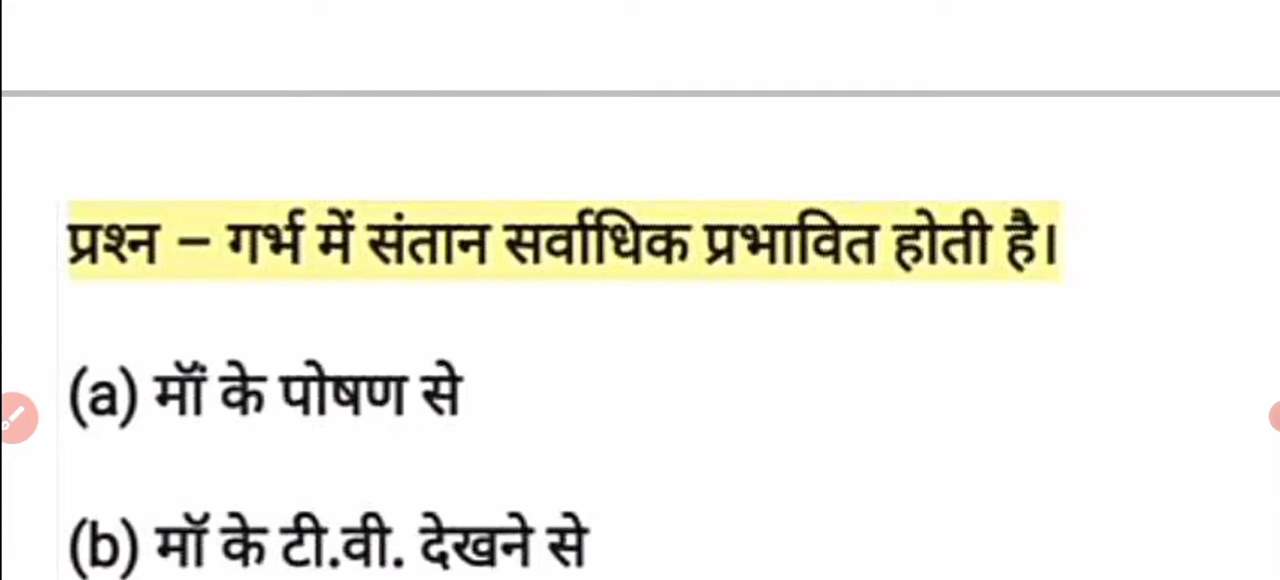 प्रश्न – गर्भ में संतान सर्वाधिक प्रभावित होती है।
(a) मॉं के पोषण से
(b) मॉ के टी.वी. देखने से